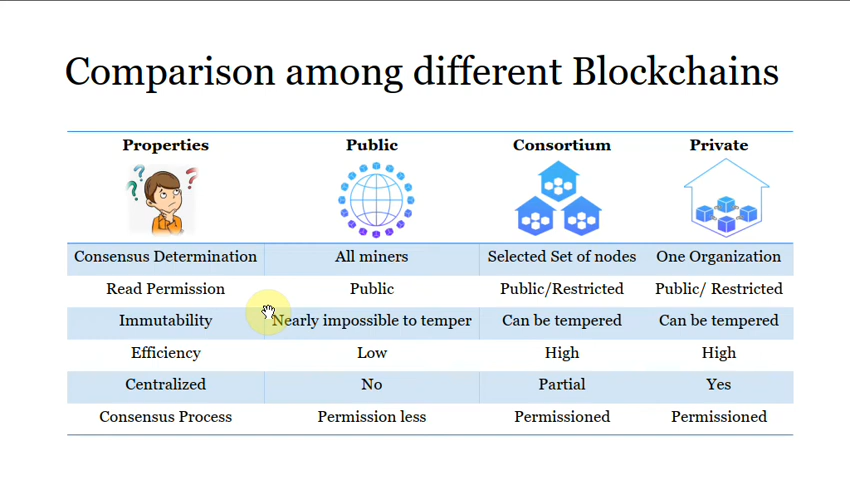 Comparison among different Blockchains
Properties Public Consortium Private
Consensus Determination All miners Selected Set of nodes One Organization
Read Permission Public Public/Restricted Public/ Restricted
Immutability Nearly impossible to temper Can be tempered Can be tempered
Efficiency Low High High
Centralized No Partial Yes
Consensus Process Permission less Permissioned Permissioned